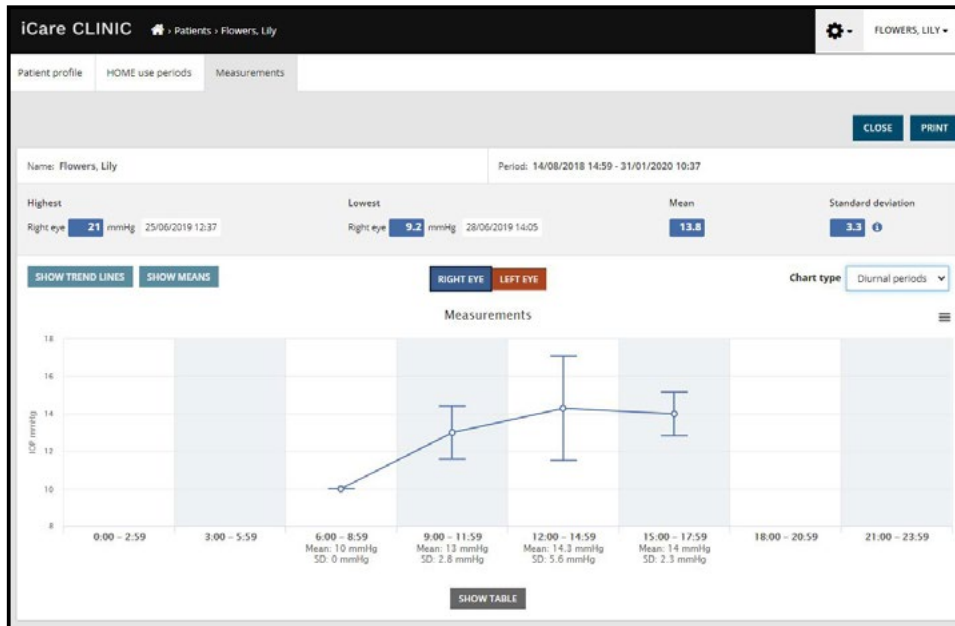 iCare CLINIC › Patients › Flowers, Lily FLOWERS, LILY
Patient profile HOME use periods Measurements
CLOSE PRINT
Name: Flowers, Lily Period: 14/08/2018 14:59 - 31/01/2020 10:37
Highest Lowest Mean Standard deviation
Right eye 21 mmHg 25/06/2019 12:37 Right eye 9.2 mmHg 28/06/2019 14:05 13.8 3.3 i
SHOW TREND LINES SHOW MEANS RIGHT EYE LEFT EYE Chart type Diurnal periods
Measurements
18
16
14
12
10
8
IOP mmHg
0:00 – 2:59 3:00 – 5:59 6:00 – 8:59 9:00 – 11:59 12:00 – 14:59 15:00 – 17:59 18:00 – 20:59 21:00 – 23:59
Mean: 10 mmHg Mean: 13 mmHg Mean: 14.3 mmHg Mean: 14 mmHg
SD: 0 mmHg SD: 2.8 mmHg SD: 5.6 mmHg SD: 2.3 mmHg
SHOW TABLE